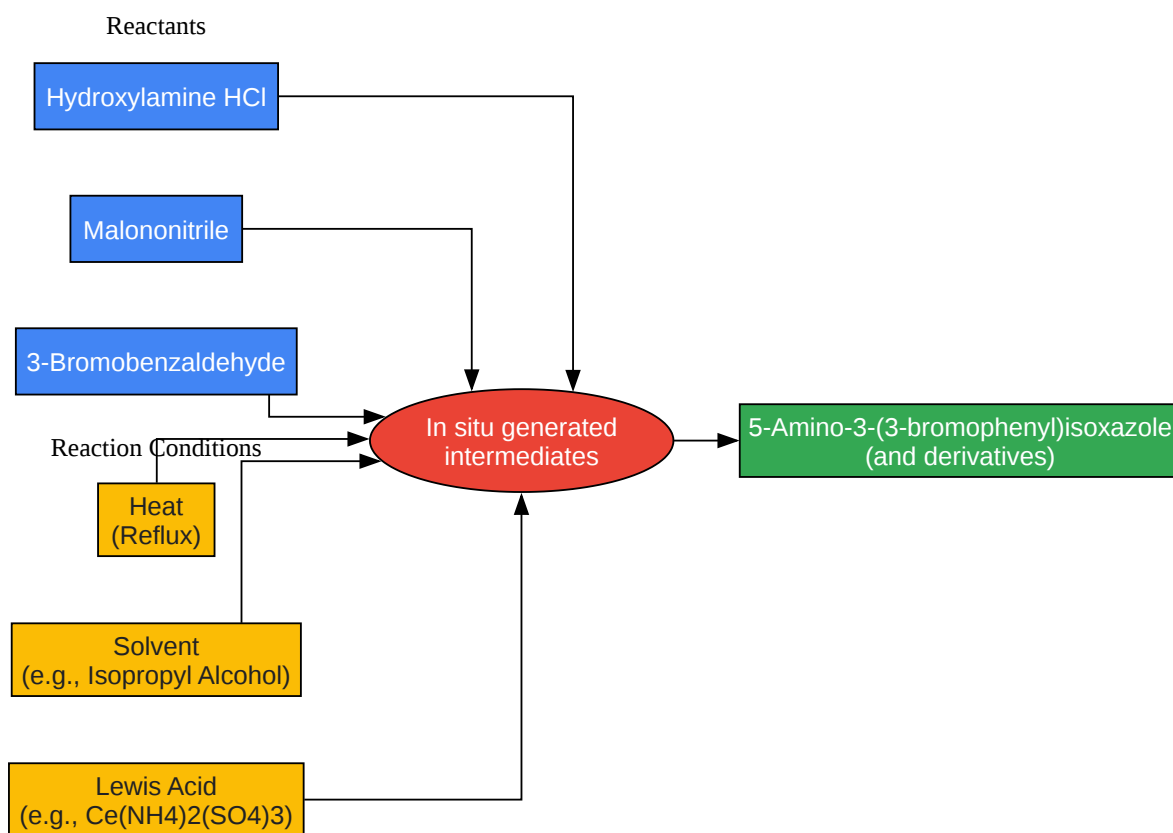 Reactants
Hydroxylamine HCl
Malononitrile
3-Bromobenzaldehyde
Reaction Conditions
Heat
(Reflux)
Solvent
(e.g., Isopropyl Alcohol)
Lewis Acid
(e.g., Ce(NH4)2(SO4)3)
In situ generated
intermediates
5-Amino-3-(3-bromophenyl)isoxazole
(and derivatives)